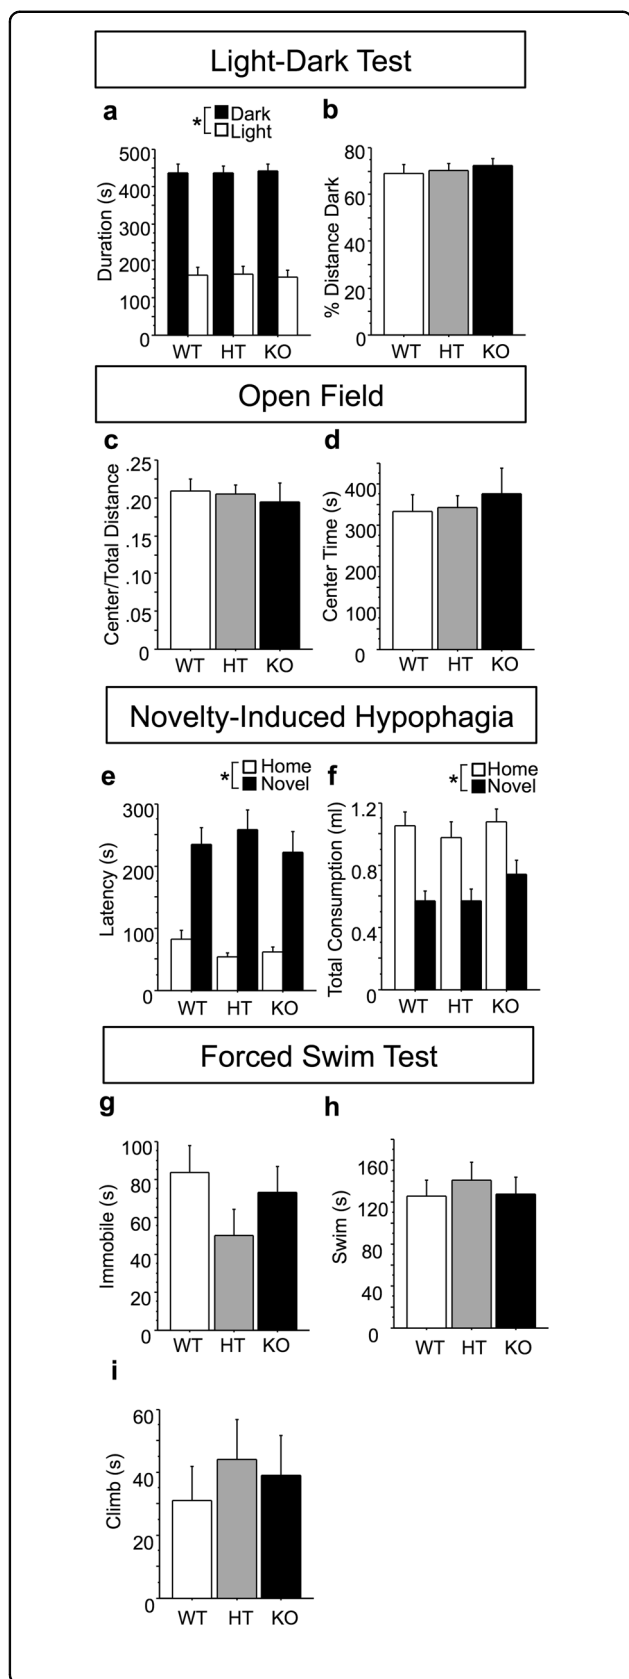 Light-Dark Test
a
* Dark
Light
Duration (s)
500
400
300
200
100
0
WT HT KO
b
% Distance Dark
80
60
40
20
0
WT HT KO
Open Field
c
Center/Total Distance
.25
.20
.15
.10
.05
0
WT HT KO
d
Center Time (s)
400
300
200
100
0
WT HT KO
Novelty-Induced Hypophagia
e
* Home
Novel
Latency (s)
300
200
100
0
WT HT KO
f
* Home
Novel
Total Consumption (ml)
1.2
0.8
0.4
0
WT HT KO
Forced Swim Test
g
Immobile (s)
100
80
60
40
20
0
WT HT KO
h
Swim (s)
160
120
80
40
0
WT HT KO
i
Climb (s)
60
40
20
0
WT HT KO